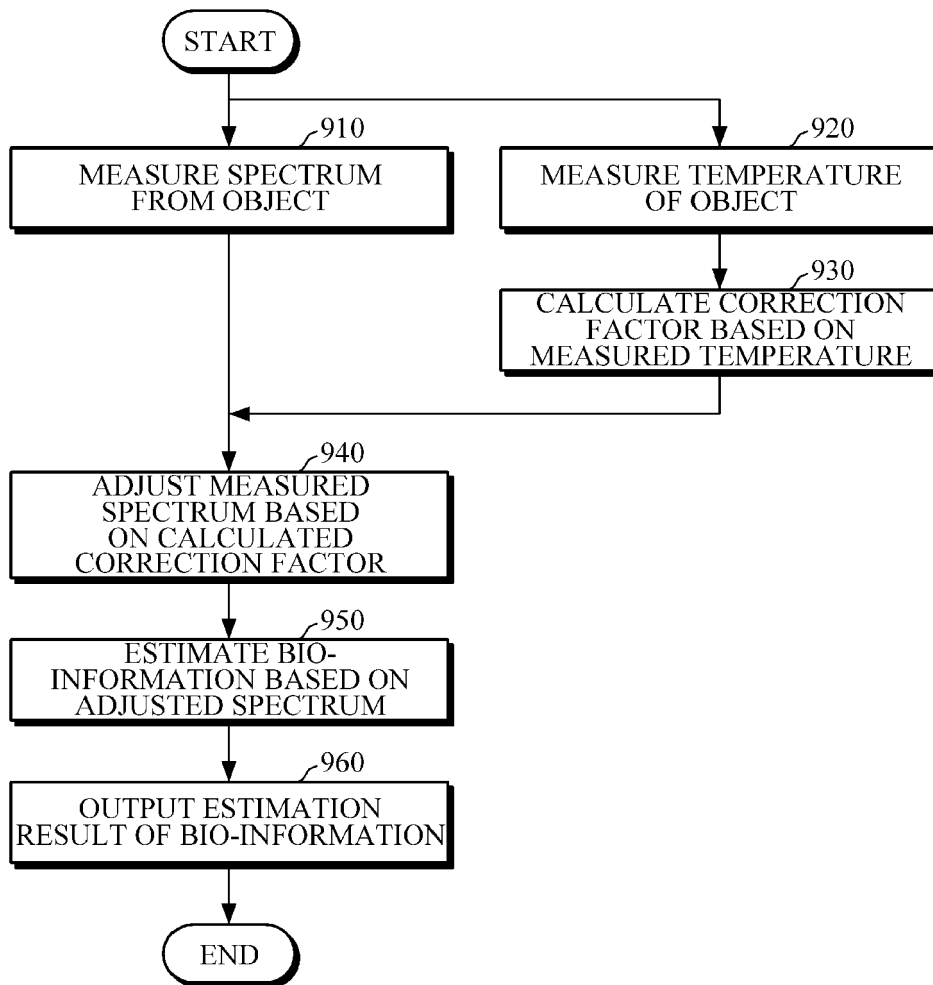 START
910
MEASURE SPECTRUM
FROM OBJECT
920
MEASURE TEMPERATURE
OF OBJECT
930
CALCULATE CORRECTION
FACTOR BASED ON
MEASURED TEMPERATURE
940
ADJUST MEASURED
SPECTRUM BASED
ON CALCULATED
CORRECTION FACTOR
950
ESTIMATE BIO-
INFORMATION BASED ON
ADJUSTED SPECTRUM
960
OUTPUT ESTIMATION
RESULT OF BIO-INFORMATION
END